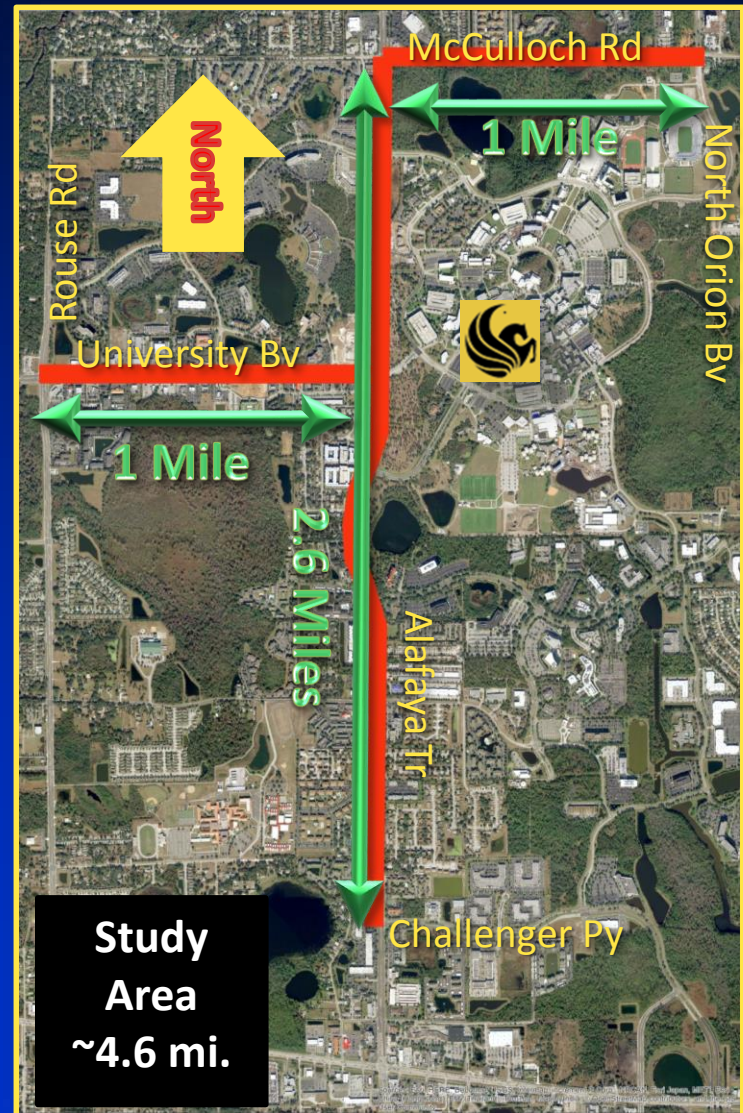 McCulloch Rd
1 Mile
North
Rouse Rd
North Orion Bv
University Bv
1 Mile
2.6 Miles
Alafaya Tr
Challenger Py
Study
Area
~4.6 mi.